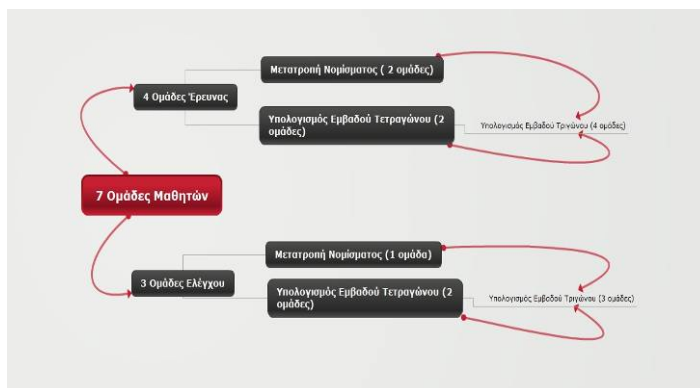 Μετατροπή Νομίσματος ( 2 ομάδες)
4 Ομάδες Έρευνας
Υπολογισμός Εμβαδού Τετραγώνου (2
ομάδες)
Υπολογισμός Εμβαδού Τριγώνου (4 ομάδες)
7 Ομάδες Μαθητών
Μετατροπή Νομίσματος (1 ομάδα)
3 Ομάδες Ελέγχου
Υπολογισμός Εμβαδού Τετραγώνου (2
ομάδες)
Υπολογισμός Εμβαδού Τριγώνου (3 ομάδες)